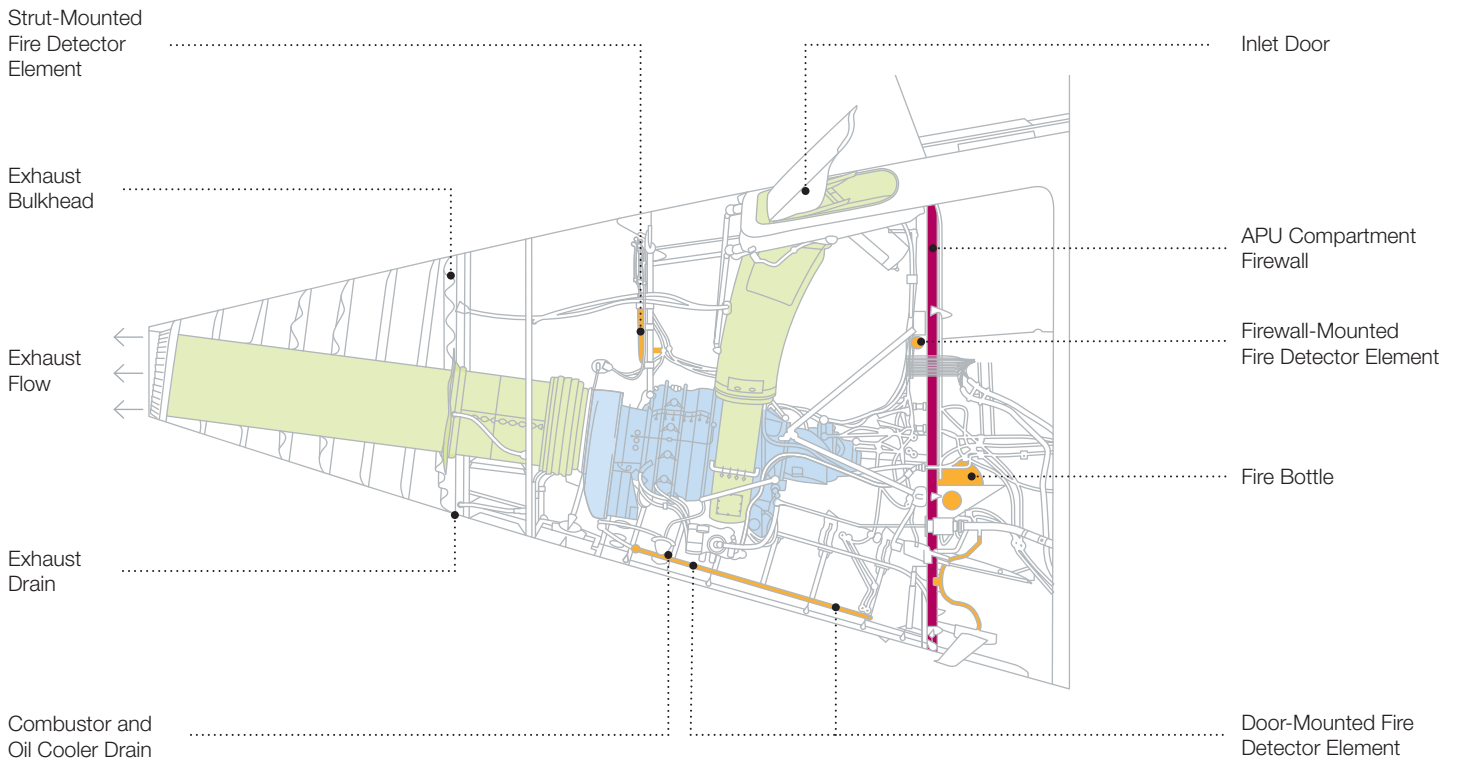 Strut-Mounted
Fire Detector
Element
Exhaust
Bulkhead
Exhaust
Flow
Exhaust
Drain
Combustor and
Oil Cooler Drain
Inlet Door
APU Compartment
Firewall
Firewall-Mounted
Fire Detector Element
Fire Bottle
Door-Mounted Fire
Detector Element